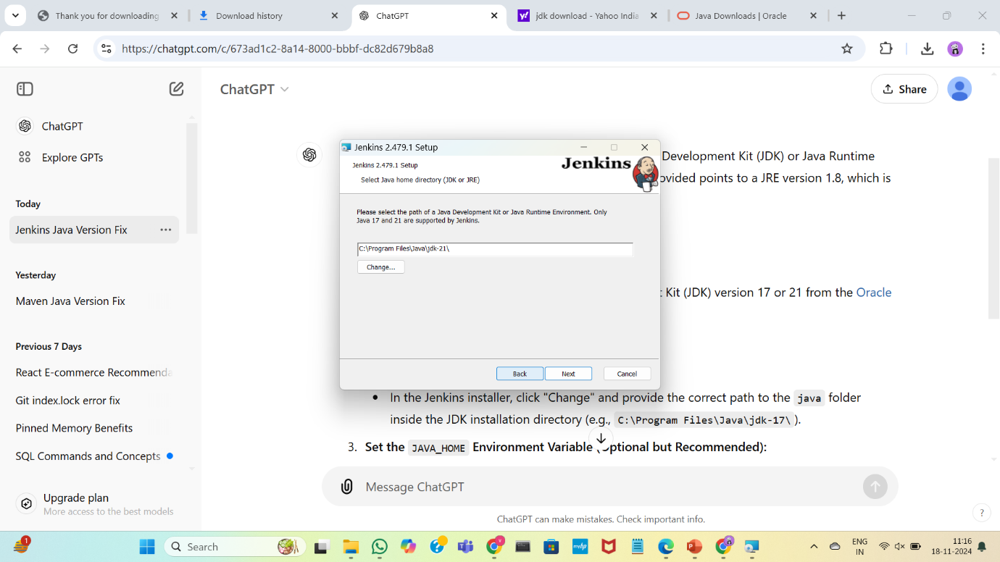 Thank you for downloading
Download history
ChatGPT
jdk download - Yahoo India
Java Downloads | Oracle
https://chatgpt.com/c/673ad1c2-8a14-8000-bbbf-dc82d679b8a8
ChatGPT
Explore GPTs
Today
Jenkins Java Version Fix
Yesterday
Maven Java Version Fix
Previous 7 Days
React E-commerce Recommenda
Git index.lock error fix
Pinned Memory Benefits
SQL Commands and Concepts
Upgrade plan
More access to the best models
ChatGPT
Share
Development Kit (JDK) or Java Runtime
ovided points to a JRE version 1.8, which is
Kit (JDK) version 17 or 21 from the Oracle
Jenkins 2.479.1 Setup
Jenkins 2.479.1 Setup
Select Java home directory (JDK or JRE)
Jenkins
Please select the path of a Java Development Kit or Java Runtime Environment. Only
Java 17 and 21 are supported by Jenkins.
C:\Program Files\Java\jdk-21\
Change...
Back
Next
Cancel
• In the Jenkins installer, click "Change" and provide the correct path to the java folder
inside the JDK installation directory (e.g., C:\Program Files\Java\jdk-17\ ).
3. Set the JAVA_HOME Environment Variable (Optional but Recommended):
Message ChatGPT
ChatGPT can make mistakes. Check important info.
?
1
Search
ENG
IN
11:16
18-11-2024